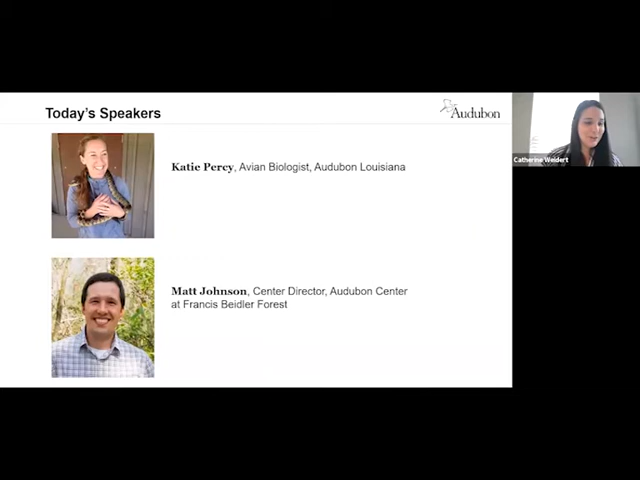 Today's Speakers
Audubon
Katie Percy, Avian Biologist, Audubon Louisiana
Catherine Weidert
Matt Johnson, Center Director, Audubon Center
at Francis Beidler Forest